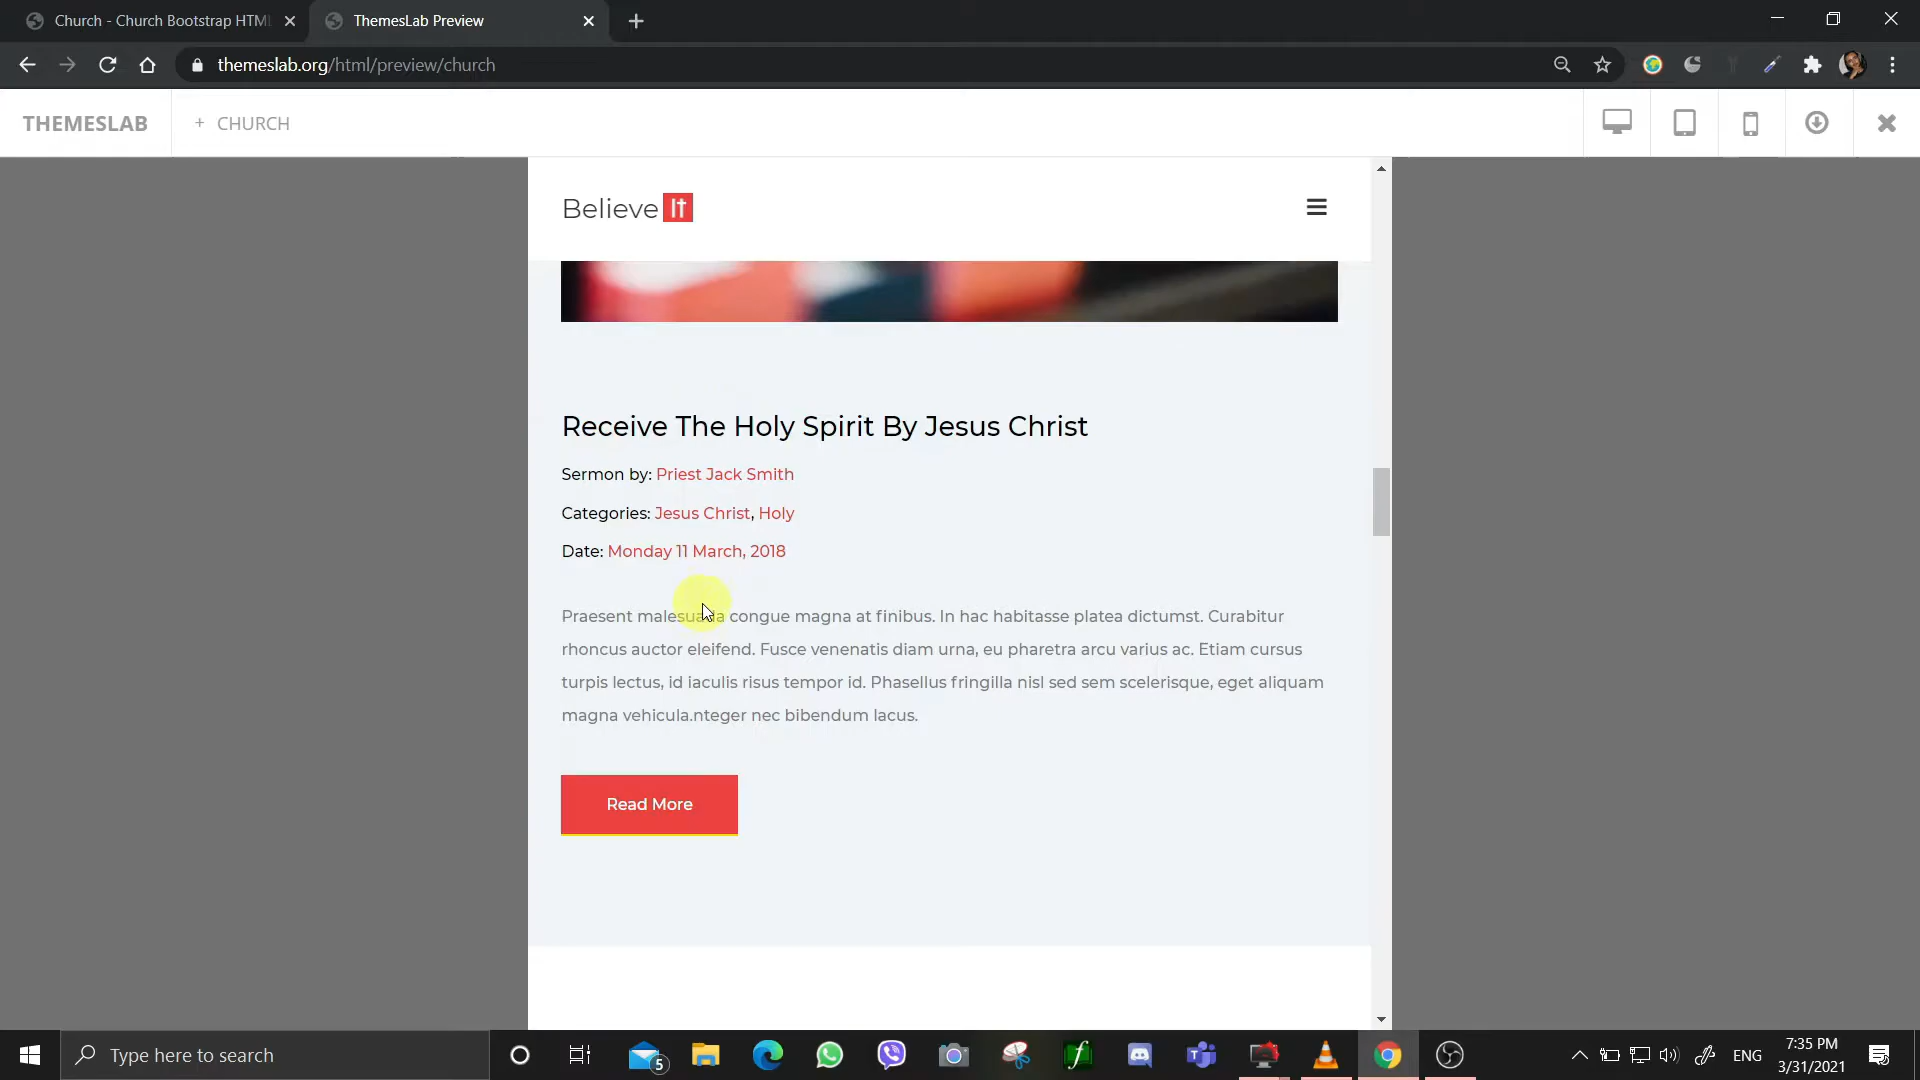 Church - Church Bootstrap HTM
ThemesLab Preview
themeslab.org/html/preview/church
THEMESLAB
+ CHURCH
Believe It
Receive The Holy Spirit By Jesus Christ
Sermon by: Priest Jack Smith
Categories: Jesus Christ, Holy
Date: Monday 11 March, 2018
Praesent malesuada congue magna at finibus. In hac habitasse platea dictumst. Curabitur
rhoncus auctor eleifend. Fusce venenatis diam urna, eu pharetra arcu varius ac. Etiam cursus
turpis lectus, id iaculis risus tempor id. Phasellus fringilla nisl sed sem scelerisque, eget aliquam
magna vehicula.nteger nec bibendum lacus.
Read More
Type here to search
5
ENG
7:35 PM
3/31/2021